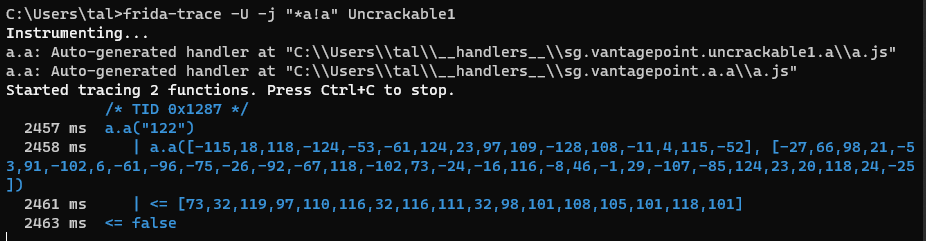 C:\Users\tal>frida-trace -U -j "*a!a" Uncrackable1
Instrumenting...
a.a: Auto-generated handler at "C:\\Users\\tal\\__handlers__\\sg.vantagepoint.uncrackable1.a\\a.js"
a.a: Auto-generated handler at "C:\\Users\\tal\\__handlers__\\sg.vantagepoint.a.a\\a.js"
Started tracing 2 functions. Press Ctrl+C to stop.
/* TID 0x1287 */
2457 ms  a.a("122")
2458 ms     | a.a([-115,18,118,-124,-53,-61,124,23,97,109,-128,108,-11,4,115,-52], [-27,66,98,21,-5
3,91,-102,6,-61,-96,-75,-26,-92,-67,118,-102,73,-24,-16,116,-8,46,-1,29,-107,-85,124,23,20,118,24,-25
])
2461 ms     | <= [73,32,119,97,110,116,32,116,111,32,98,101,108,105,101,118,101]
2463 ms  <= false